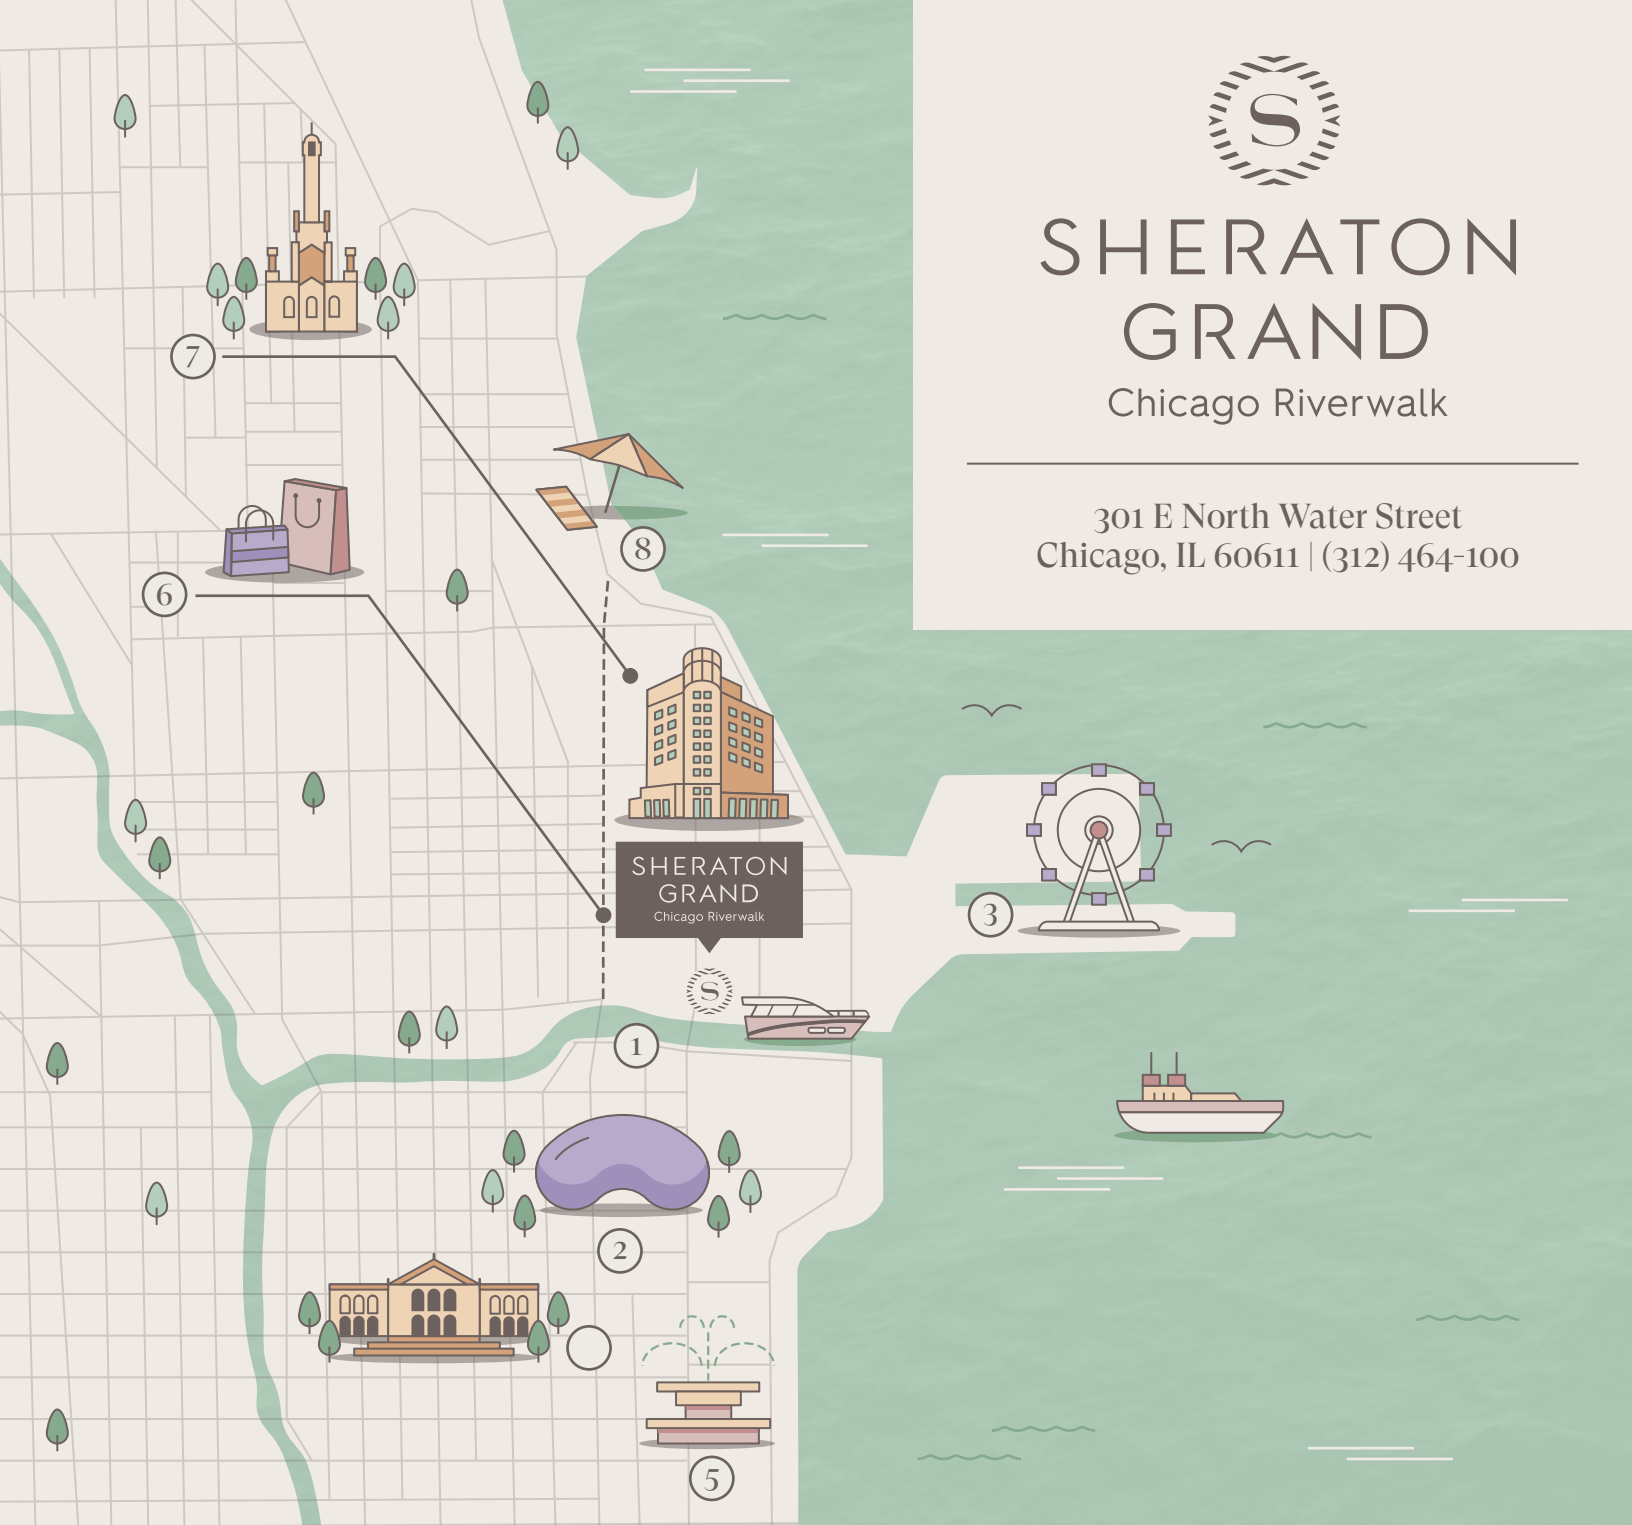 S
SHERATON
GRAND
Chicago Riverwalk
301 E North Water Street
Chicago, IL 60611 | (312) 464-100
7
6
8
SHERATON
GRAND
Chicago Riverwalk
S
3
1
2
5